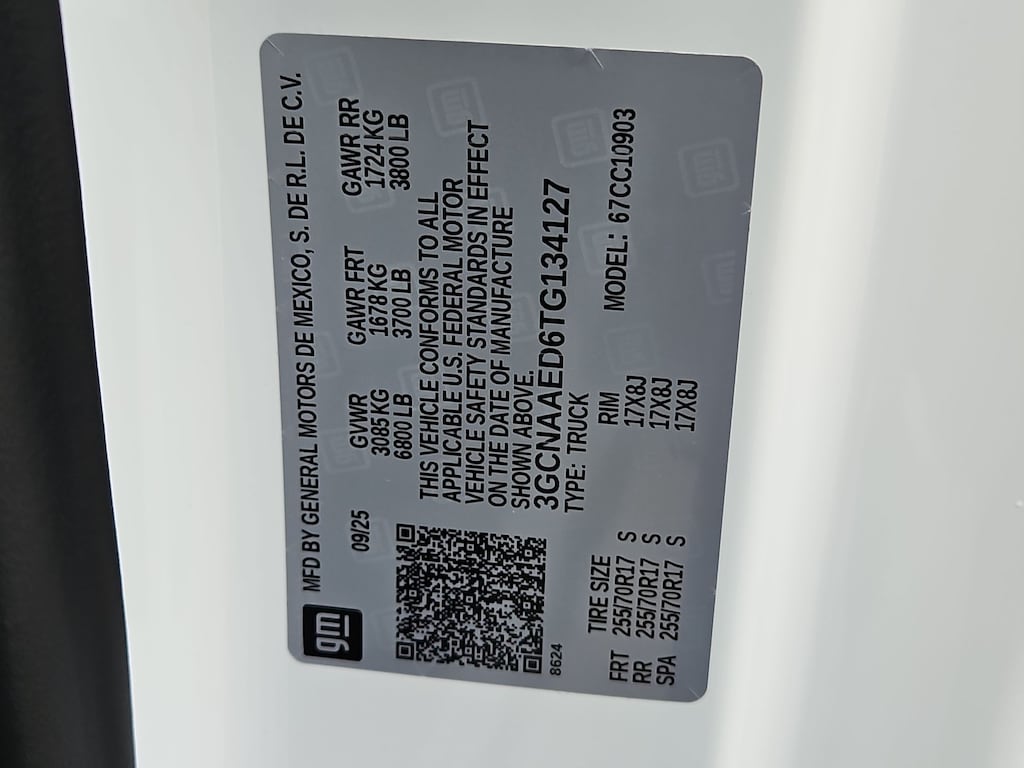 gm
MFD BY GENERAL MOTORS DE MEXICO, S. DE R.L. DE C.V.
09/25
GVWR GAWR FRT GAWR RR
3085 KG 1678 KG 1724 KG
6800 LB 3700 LB 3800 LB
THIS VEHICLE CONFORMS TO ALL
APPLICABLE U.S. FEDERAL MOTOR
VEHICLE SAFETY STANDARDS IN EFFECT
ON THE DATE OF MANUFACTURE
SHOWN ABOVE.
3GCNAAED6TG134127
TYPE: TRUCK
8624
MODEL: 67CC10903
TIRE SIZE RIM
FRT 255/70R17 S 17X8J
RR 255/70R17 S 17X8J
SPA 255/70R17 S 17X8J